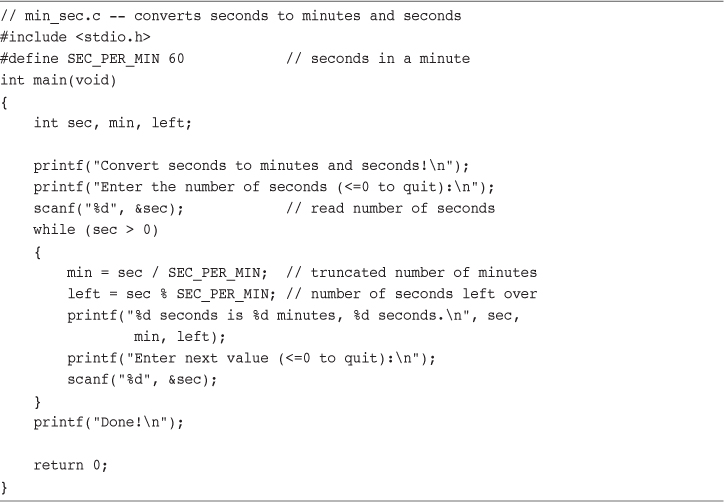 // min_sec.c -- converts seconds to minutes and seconds
#include <stdio.h>
#define SEC_PER_MIN 60            // seconds in a minute
int main(void)
{
    int sec, min, left;

    printf("Convert seconds to minutes and seconds!\n");
    printf("Enter the number of seconds (<=0 to quit):\n");
    scanf("%d", &sec);            // read number of seconds
    while (sec > 0)
    {
        min = sec / SEC_PER_MIN;  // truncated number of minutes
        left = sec % SEC_PER_MIN; // number of seconds left over
        printf("%d seconds is %d minutes, %d seconds.\n", sec,
                min, left);
        printf("Enter next value (<=0 to quit):\n");
        scanf("%d", &sec);
    }
    printf("Done!\n");

    return 0;
}